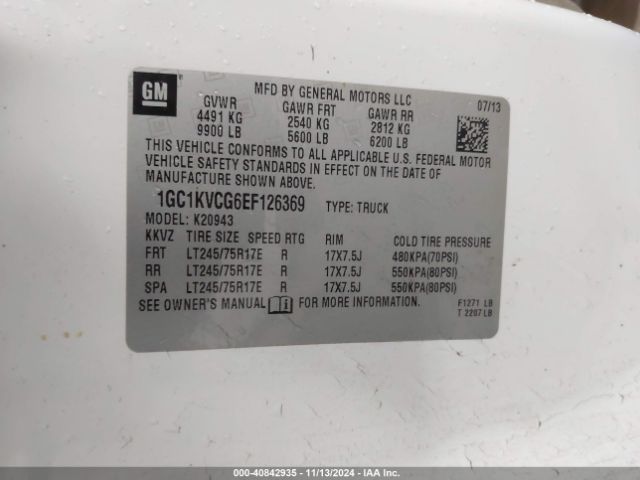 GM
MFD BY GENERAL MOTORS LLC
07/13
GVWR GAWR FRT GAWR RR
4491 KG 2540 KG 2812 KG
9900 LB 5600 LB 6200 LB
THIS VEHICLE CONFORMS TO ALL APPLICABLE U.S. FEDERAL MOTOR
VEHICLE SAFETY STANDARDS IN EFFECT ON THE DATE OF
MANUFACTURE SHOWN ABOVE.
1GC1KVCG6EF126369 TYPE: TRUCK
MODEL: K20943
KKVZ TIRE SIZE SPEED RTG RIM COLD TIRE PRESSURE
FRT LT245/75R17E R 17X7.5J 480KPA(70PSI)
RR LT245/75R17E R 17X7.5J 550KPA(80PSI)
SPA LT245/75R17E R 17X7.5J 550KPA(80PSI)
SEE OWNER'S MANUAL FOR MORE INFORMATION.
F1271 LB
T 2207 LB
000-40842935 - 11/13/2024 - IAA Inc.